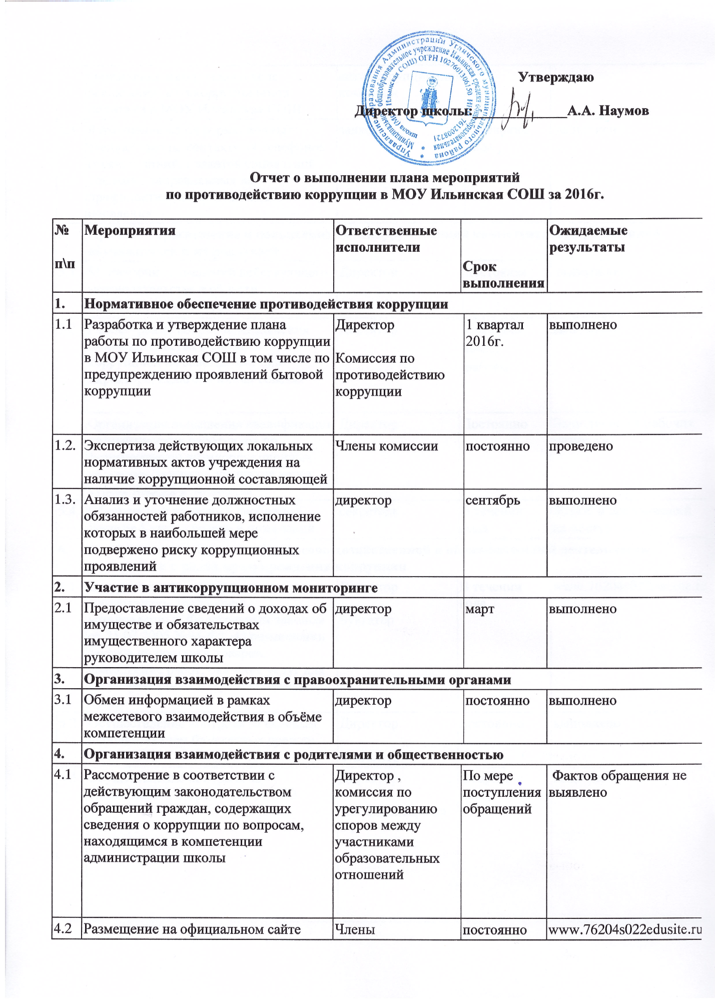 Управление образования Администрации Угличского муниципального района *
Муниципальное общеобразовательное учреждение Ильинская средняя общеобразовательная *
школа (МОУ Ильинская СОШ) ОГРН 1027601306150 ИНН 7612008721
Утверждаю
Директор школы:_____________А.А. Наумов
Отчет о выполнении плана мероприятий
по противодействию коррупции в МОУ Ильинская СОШ за 2016г.
№
п\п
Мероприятия
Ответственные
исполнители
Срок
выполнения
Ожидаемые
результаты
1. Нормативное обеспечение противодействия коррупции
1.1
Разработка и утверждение плана
работы по противодействию коррупции
в МОУ Ильинская СОШ в том числе по
предупреждению проявлений бытовой
коррупции
Директор
Комиссия по
противодействию
коррупции
1 квартал
2016г.
выполнено
1.2.
Экспертиза действующих локальных
нормативных актов учреждения на
наличие коррупционной составляющей
Члены комиссии
постоянно
проведено
1.3.
Анализ и уточнение должностных
обязанностей работников, исполнение
которых в наибольшей мере
подвержено риску коррупционных
проявлений
директор
сентябрь
выполнено
2. Участие в антикоррупционном мониторинге
2.1
Предоставление сведений о доходах об
имуществе и обязательствах
имущественного характера
руководителем школы
директор
март
выполнено
3. Организация взаимодействия с правоохранительными органами
3.1
Обмен информацией в рамках
межсетевого взаимодействия в объёме
компетенции
директор
постоянно
выполнено
4. Организация взаимодействия с родителями и общественностью
4.1
Рассмотрение в соответствии с
действующим законодательством
обращений граждан, содержащих
сведения о коррупции по вопросам,
находящимся в компетенции
администрации школы
Директор ,
комиссия по
урегулированию
споров между
участниками
образовательных
отношений
По мере
поступления
обращений
Фактов обращения не
выявлено
4.2
Размещение на официальном сайте
Члены
постоянно
www.76204s022edusite.ru